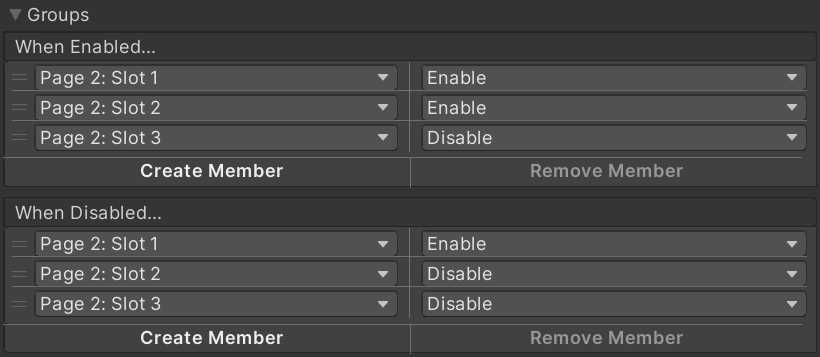 Groups
When Enabled...
Page 2: Slot 1 Enable
Page 2: Slot 2 Enable
Page 2: Slot 3 Disable
Create Member Remove Member
When Disabled...
Page 2: Slot 1 Enable
Page 2: Slot 2 Disable
Page 2: Slot 3 Disable
Create Member Remove Member